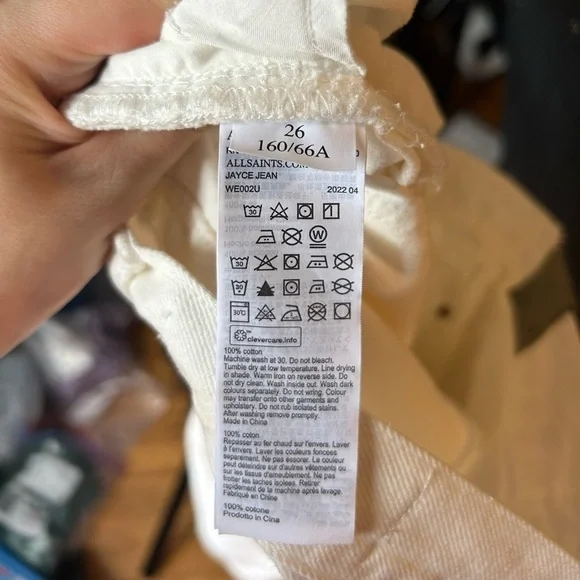 26
160/66A
ALLSAINTS.CO
JAYCE JEAN
WE002U 2022 04
30
30
30
30°C
clevercare.info
100% cotton
Machine wash at 30. Do not bleach.
Tumble dry at low temperature. Line drying
in shade. Warm iron on reverse side. Do
not dry clean. Wash inside out. Wash dark
colours separately. Do not wring. Colour
may transfer onto other garments and
upholstery. Do not rub isolated stains.
After washing remove promptly.
Made in China
100% coton
Repasser au fer chaud sur l'envers. Laver
à l'envers. Laver les couleurs foncées
separement. Ne pas essorer. La couleur
peut déteindre sur d'autres vêtements ou
sur les tissus d'ameublement. Ne pas
frotter les taches isolées. Retirer
rapidement de la machine après lavage.
Fabriqué en Chine
100% cotone
Prodotto in Cina